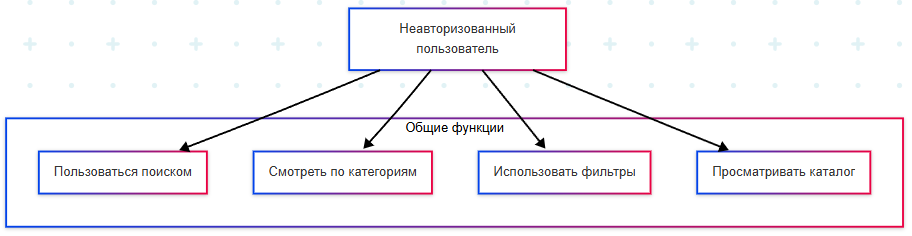 Неавторизованный
пользователь
Общие функции
Пользоваться поиском
Смотреть по категориям
Использовать фильтры
Просматривать каталог